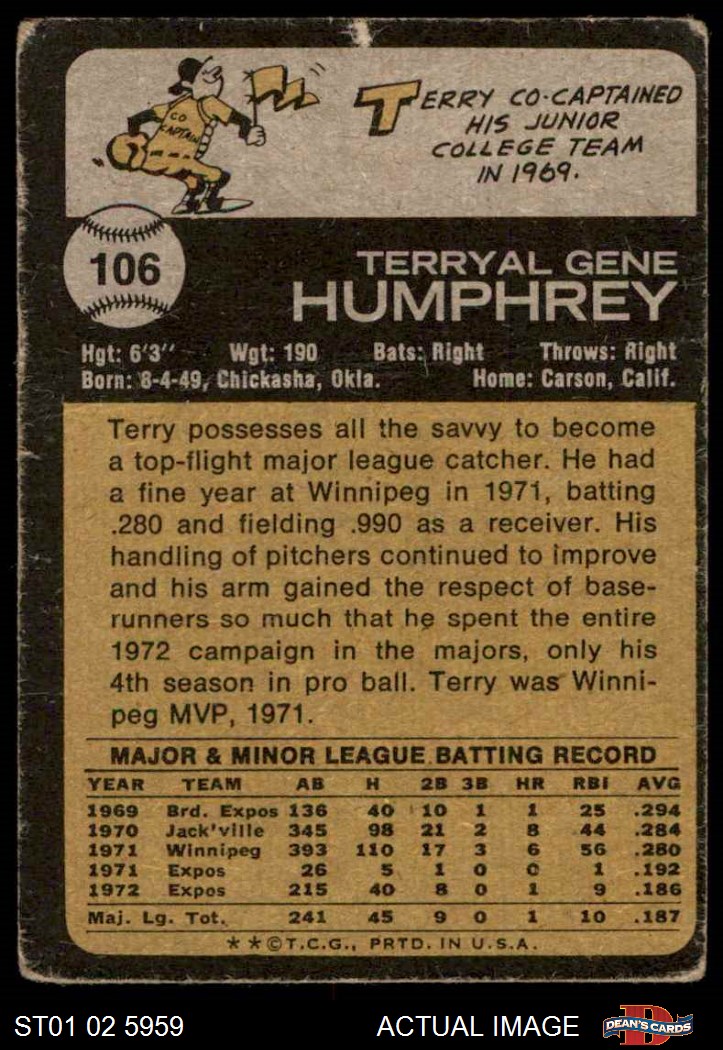 CO
CAPTAIN
TERRY CO-CAPTAINED
HIS JUNIOR
COLLEGE TEAM
IN 1969.
106
TERRYAL GENE
HUMPHREY
Hgt: 6'3" Wgt: 190 Bats: Right Throws: Right
Born: 8-4-49, Chickasha, Okla. Home: Carson, Calif.
Terry possesses all the savvy to become
a top-flight major league catcher. He had
a fine year at Winnipeg in 1971, batting
.280 and fielding .990 as a receiver. His
handling of pitchers continued to improve
and his arm gained the respect of base-
runners so much that he spent the entire
1972 campaign in the majors, only his
4th season in pro ball. Terry was Winni-
peg MVP, 1971.
MAJOR & MINOR LEAGUE BATTING RECORD
YEAR TEAM AB H 2B 3B HR RBI AVG
1969 Brd. Expos 136 40 10 1 1 25 .294
1970 Jack'ville 345 98 21 2 8 44 .284
1971 Winnipeg 393 110 17 3 6 56 .280
1971 Expos 26 5 1 0 0 1 .192
1972 Expos 215 40 8 0 1 9 .186
Maj. Lg. Tot. 241 45 9 0 1 10 .187
**©T.C.G., PRTD. IN U.S.A.
ST01 02 5959 ACTUAL IMAGE D DEAN'S CARDS